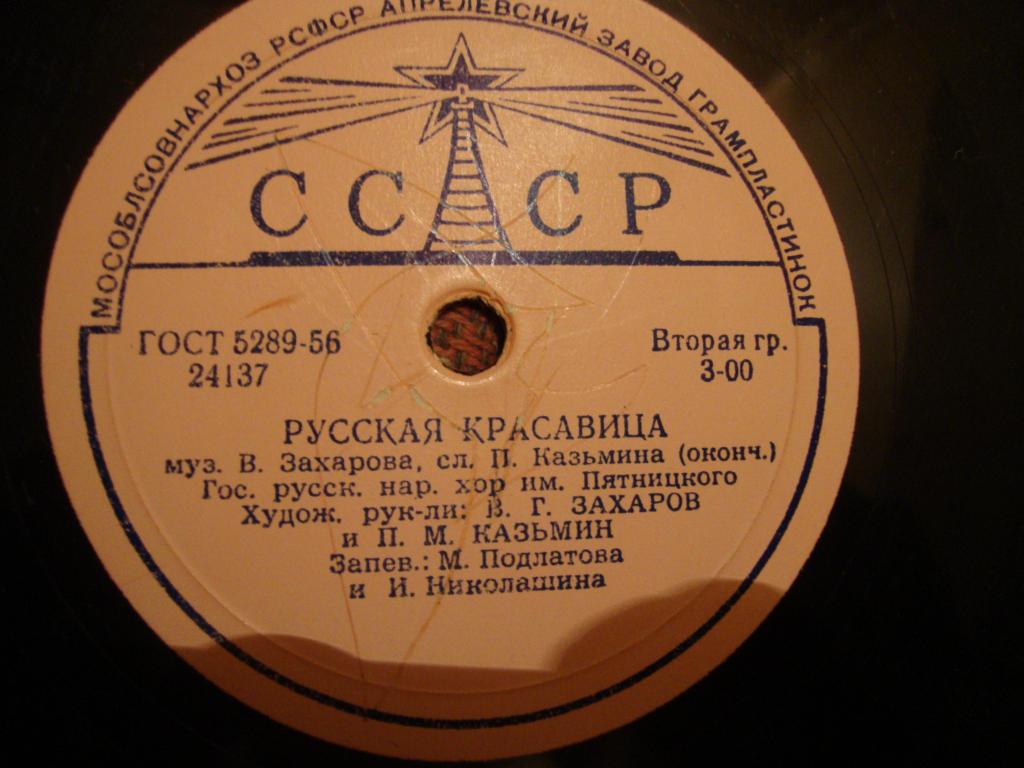 МОСОБЛСОВНАРХОЗ РСФСР АПРЕЛЕВСКИЙ ЗАВОД ГРАМПЛАСТИНОК
СССР
ГОСТ 5289-56
24137
Вторая гр.
3-00
РУССКАЯ КРАСАВИЦА
муз. В. Захарова, сл. П. Казьмина (оконч.)
Гос. русск. нар. хор им. Пятницкого
Худож. рук-ли: В. Г. ЗАХАРОВ
и П. М. КАЗЬМИН
Запев.: М. Подлатова
и И. Николашина